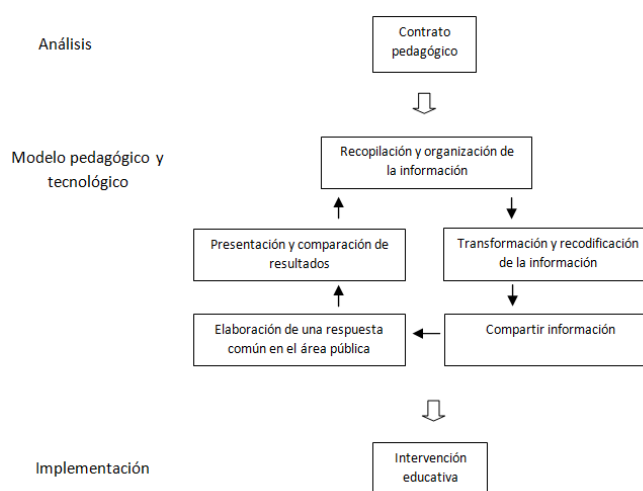 Análisis
Contrato
pedagógico
Modelo pedagógico y
tecnológico
Recopilación y organización de
la información
Presentación y comparación de
resultados
Transformación y recodificación
de la información
Elaboración de una respuesta
común en el área pública
Compartir información
Implementación
Intervención
educativa